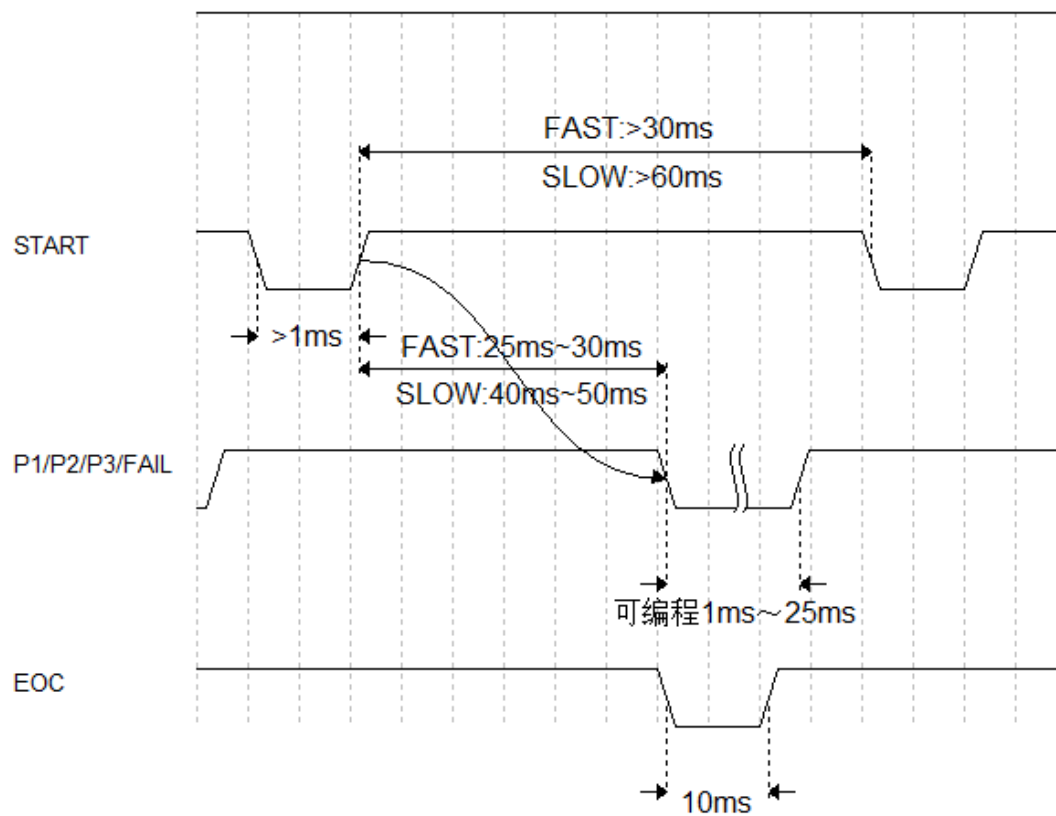 FAST:>30ms
SLOW:>60ms
START
>1ms
FAST:25ms~30ms
SLOW:40ms~50ms
P1/P2/P3/FAIL
可编程1ms～25ms
EOC
10ms